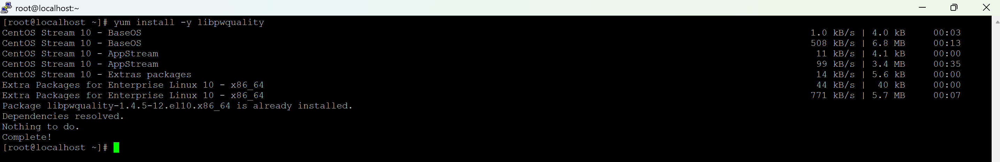 root@localhost:~
[root@localhost ~]# yum install -y libpwquality
CentOS Stream 10 - BaseOS 1.0 kB/s | 4.0 kB 00:03
CentOS Stream 10 - BaseOS 508 kB/s | 6.8 MB 00:13
CentOS Stream 10 - AppStream 11 kB/s | 4.1 kB 00:00
CentOS Stream 10 - AppStream 99 kB/s | 3.4 MB 00:35
CentOS Stream 10 - Extras packages 14 kB/s | 5.6 kB 00:00
Extra Packages for Enterprise Linux 10 - x86_64 44 kB/s | 40 kB 00:00
Extra Packages for Enterprise Linux 10 - x86_64 771 kB/s | 5.7 MB 00:07
Package libpwquality-1.4.5-12.el10.x86_64 is already installed.
Dependencies resolved.
Nothing to do.
Complete!
[root@localhost ~]#